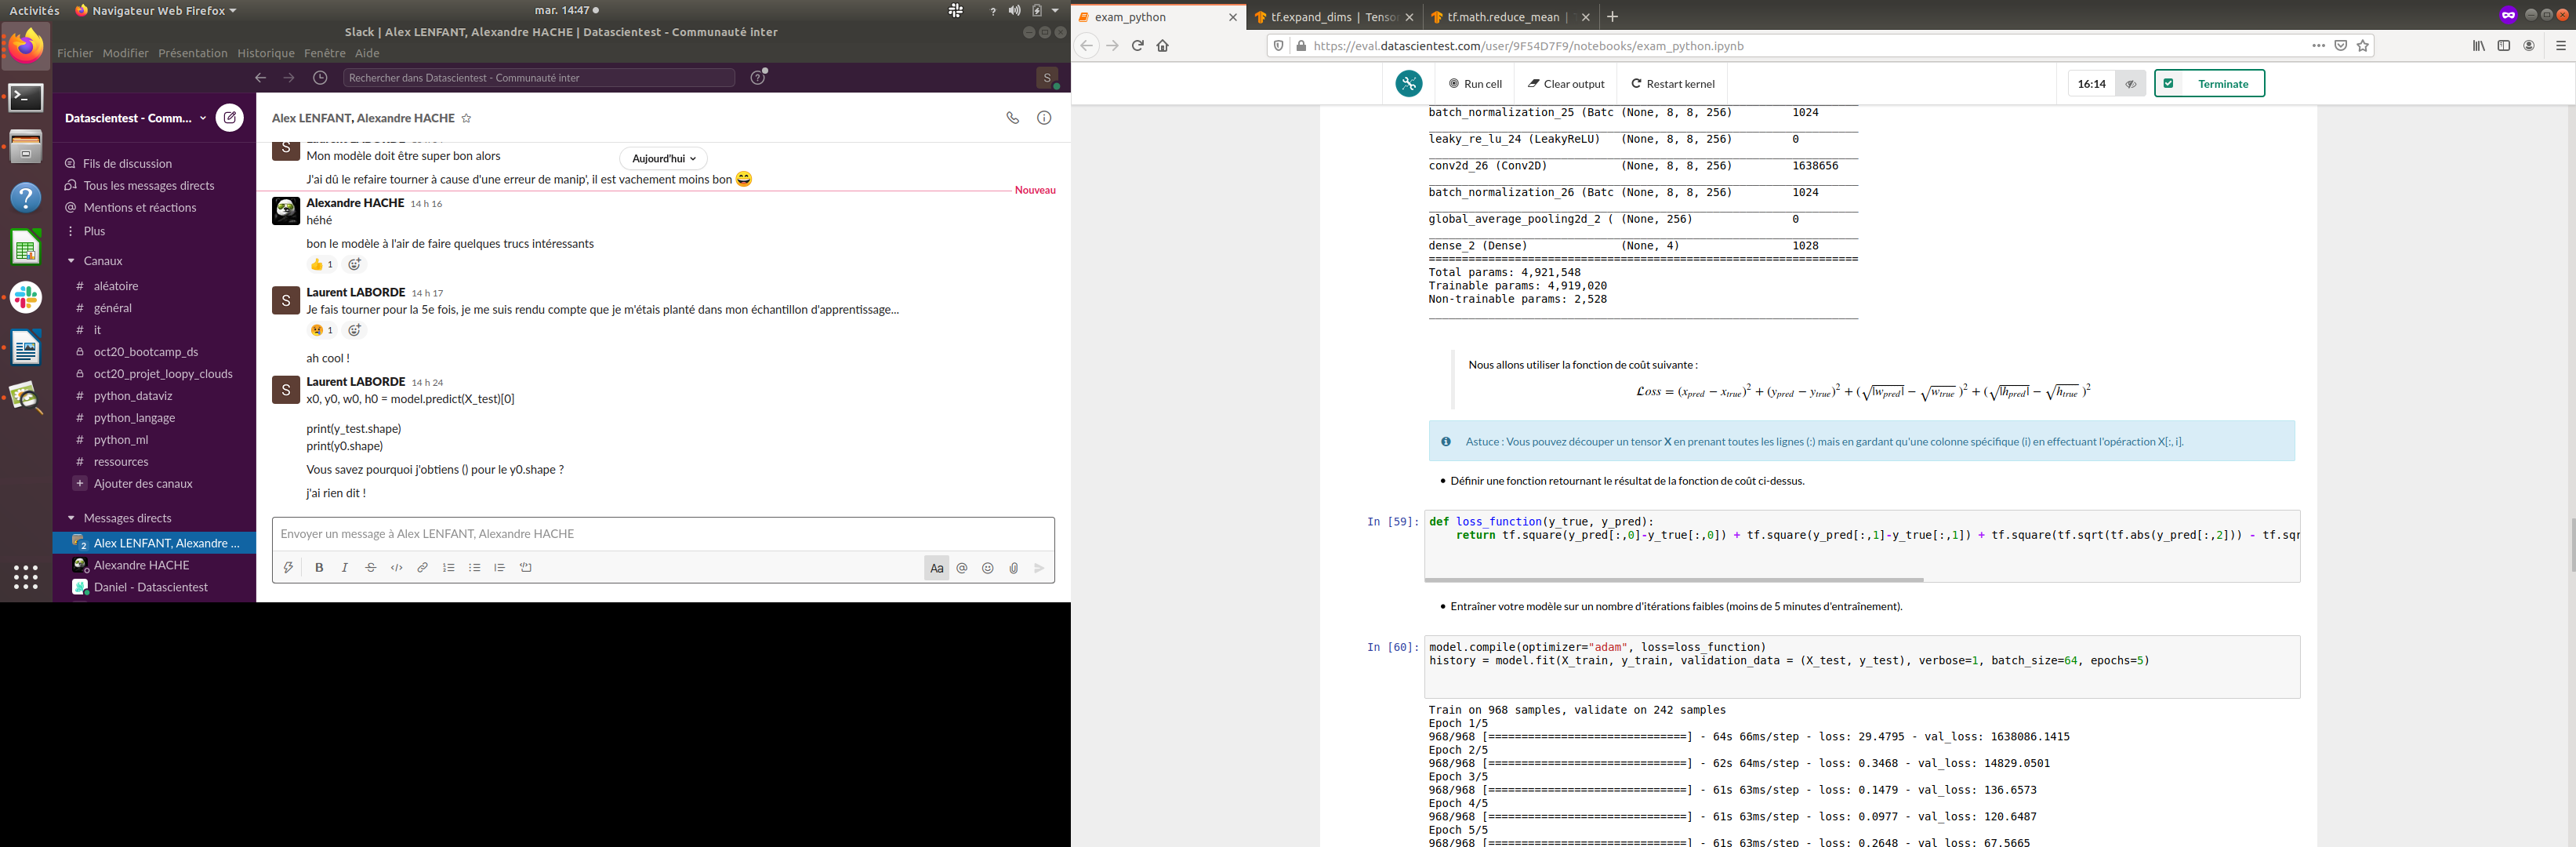 Activités
Navigateur Web Firefox
mar. 14:47
Slack | Alex LENFANT, Alexandre HACHE | Datascientest - Communauté inter
Fichier Modifier Présentation Historique Fenêtre Aide
Rechercher dans Datascientest - Communauté inter
S
Datascientest - Comm...
Fils de discussion
Tous les messages directs
Mentions et réactions
Plus
Canaux
# aléatoire
# général
# it
oct20_bootcamp_ds
oct20_projet_loopy_clouds
# python_dataviz
# python_langage
# python_ml
# ressources
+ Ajouter des canaux
Messages directs
2 Alex LENFANT, Alexandre ...
Alexandre HACHE
Daniel - Datascientest
Alex LENFANT, Alexandre HACHE
Aujourd'hui
S
Mon modèle doit être super bon alors
J'ai dû le refaire tourner à cause d'une erreur de manip', il est vachement moins bon 😄
Nouveau
Alexandre HACHE 14 h 16
héhé
bon le modèle à l'air de faire quelques trucs intéressants
👍 1
S
Laurent LABORDE 14 h 17
Je fais tourner pour la 5e fois, je me suis rendu compte que je m'étais planté dans mon échantillon d'apprentissage...
😢 1
ah cool !
S
Laurent LABORDE 14 h 24
x0, y0, w0, h0 = model.predict(X_test)[0]
print(y_test.shape)
print(y0.shape)
Vous savez pourquoi j'obtiens () pour le y0.shape ?
j'ai rien dit !
Envoyer un message à Alex LENFANT, Alexandre HACHE
B I S </> Aa @
exam_python
tf.expand_dims | Tensor
tf.math.reduce_mean |
https://eval.datascientest.com/user/9F54D7F9/notebooks/exam_python.ipynb
Run cell
Clear output
Restart kernel
16:14
Terminate
batch_normalization_25 (Batc (None, 8, 8, 256) 1024
leaky_re_lu_24 (LeakyReLU) (None, 8, 8, 256) 0
conv2d_26 (Conv2D) (None, 8, 8, 256) 1638656
batch_normalization_26 (Batc (None, 8, 8, 256) 1024
global_average_pooling2d_2 ( (None, 256) 0
dense_2 (Dense) (None, 4) 1028
=================================================================
Total params: 4,921,548
Trainable params: 4,919,020
Non-trainable params: 2,528
Nous allons utiliser la fonction de coût suivante :
ℒoss = (x_pred − x_true)² + (y_pred − y_true)² + (√|w_pred| − √w_true )² + (√|h_pred| − √h_true )²
Astuce : Vous pouvez découper un tensor X en prenant toutes les lignes (:) mais en gardant qu'une colonne spécifique (i) en effectuant l'opéraction X[:, i].
• Définir une fonction retournant le résultat de la fonction de coût ci-dessus.
In [59]: def loss_function(y_true, y_pred):
return tf.square(y_pred[:,0]-y_true[:,0]) + tf.square(y_pred[:,1]-y_true[:,1]) + tf.square(tf.sqrt(tf.abs(y_pred[:,2])) - tf.sqr
• Entraîner votre modèle sur un nombre d'itérations faibles (moins de 5 minutes d'entraînement).
In [60]: model.compile(optimizer="adam", loss=loss_function)
history = model.fit(X_train, y_train, validation_data = (X_test, y_test), verbose=1, batch_size=64, epochs=5)
Train on 968 samples, validate on 242 samples
Epoch 1/5
968/968 [==============================] - 64s 66ms/step - loss: 29.4795 - val_loss: 1638086.1415
Epoch 2/5
968/968 [==============================] - 62s 64ms/step - loss: 0.3468 - val_loss: 14829.0501
Epoch 3/5
968/968 [==============================] - 61s 63ms/step - loss: 0.1479 - val_loss: 136.6573
Epoch 4/5
968/968 [==============================] - 61s 63ms/step - loss: 0.0977 - val_loss: 120.6487
Epoch 5/5
968/968 [==============================] - 61s 63ms/step - loss: 0.2648 - val_loss: 67.5665